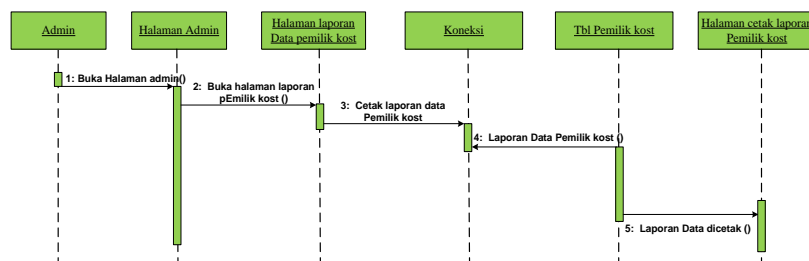 Admin
Halaman Admin
Halaman laporan
Data pemilik kost
Koneksi
Tbl Pemilik kost
Halaman cetak laporan
Pemilik kost
1: Buka Halaman admin()
2: Buka halaman laporan
pEmilik kost ()
3: Cetak laporan data
Pemilik kost
4: Laporan Data Pemilik kost ()
5: Laporan Data dicetak ()